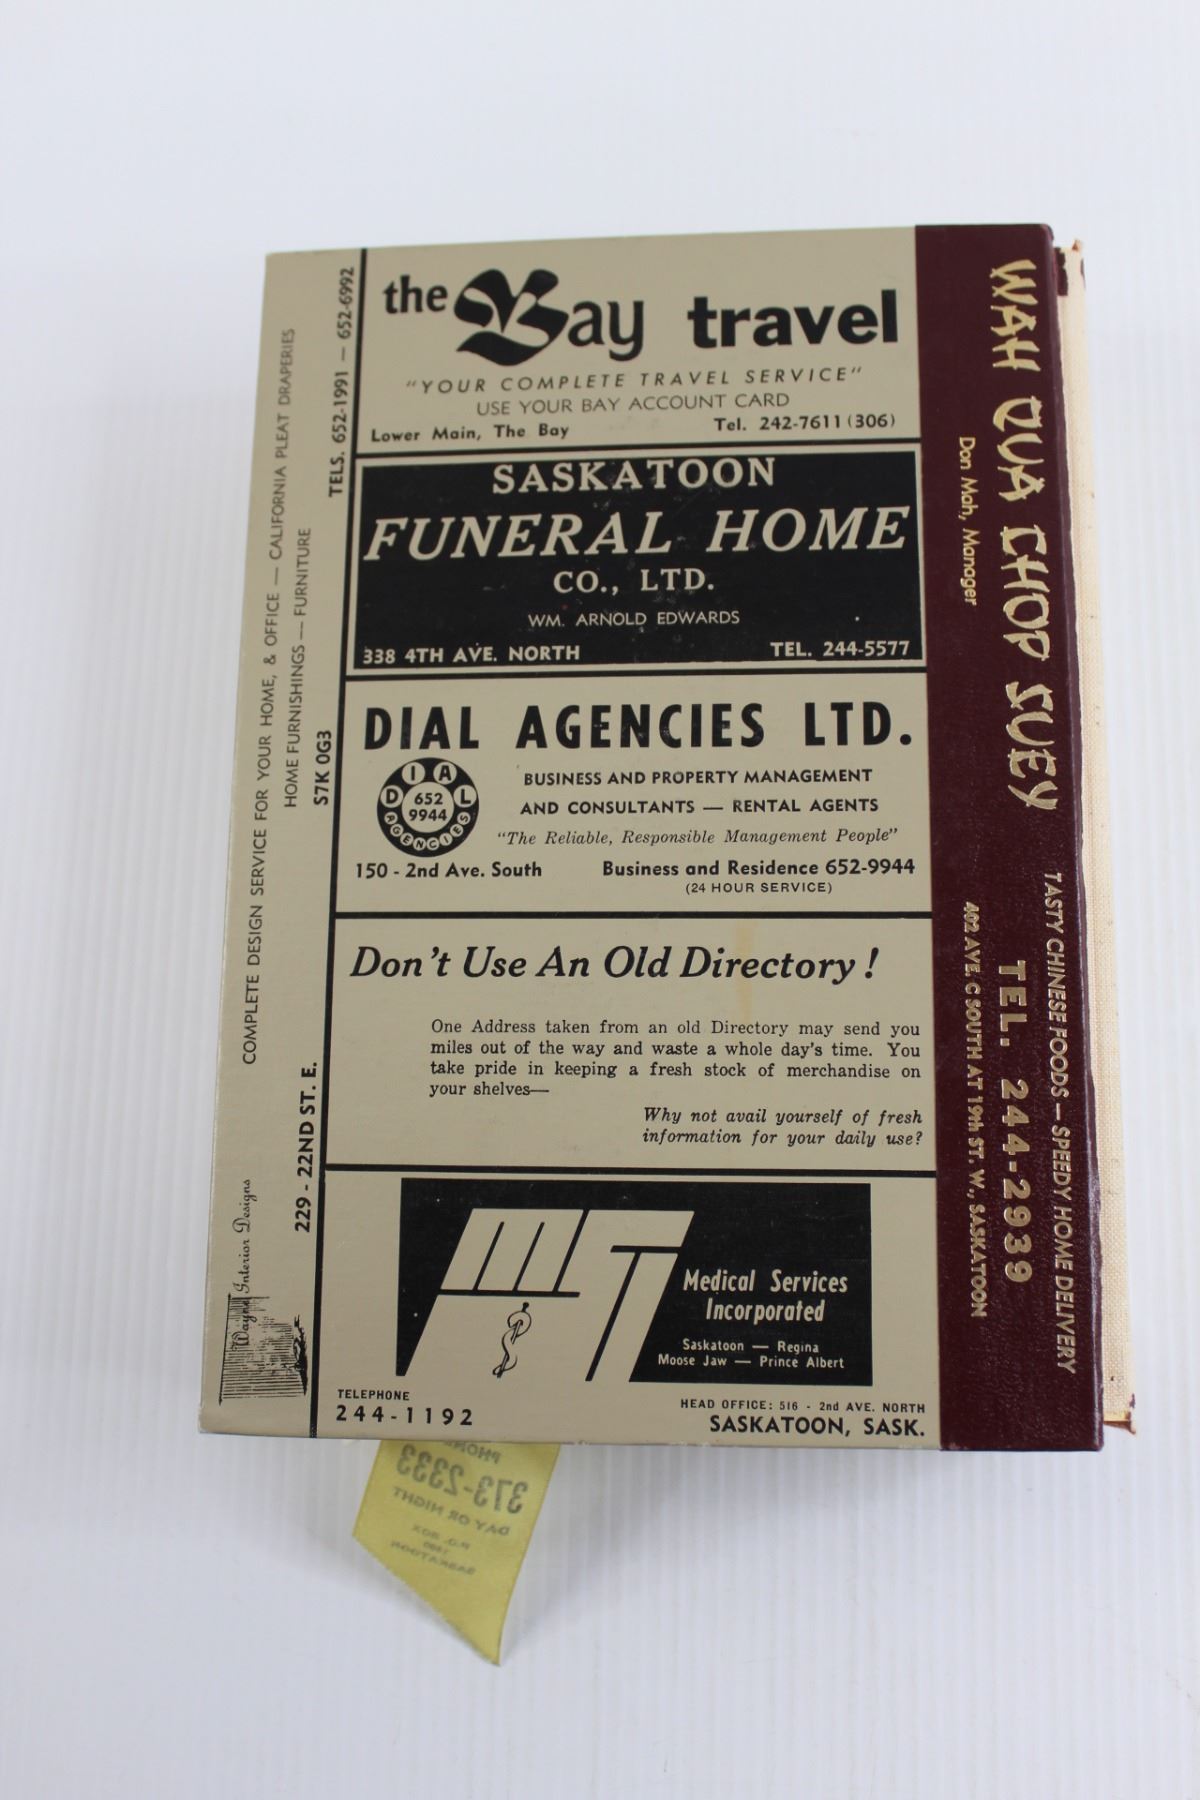 the Bay travel
"YOUR COMPLETE TRAVEL SERVICE"
USE YOUR BAY ACCOUNT CARD
Lower Main, The Bay Tel. 242-7611 (306)
SASKATOON
FUNERAL HOME
CO., LTD.
WM. ARNOLD EDWARDS
338 4TH AVE. NORTH TEL. 244-5577
DIAL AGENCIES LTD.
DIAL
652
9944
AGENCIES
BUSINESS AND PROPERTY MANAGEMENT
AND CONSULTANTS — RENTAL AGENTS
"The Reliable, Responsible Management People"
150 - 2nd Ave. South Business and Residence 652-9944
(24 HOUR SERVICE)
Don't Use An Old Directory !
One Address taken from an old Directory may send you
miles out of the way and waste a whole day's time. You
take pride in keeping a fresh stock of merchandise on
your shelves—
Why not avail yourself of fresh
information for your daily use?
Medical Services
Incorporated
Saskatoon — Regina
Moose Jaw — Prince Albert
TELEPHONE
244-1192
HEAD OFFICE: 516 - 2nd AVE. NORTH
SASKATOON, SASK.
Wayne Interior Designs
COMPLETE DESIGN SERVICE FOR YOUR HOME, & OFFICE — CALIFORNIA PLEAT DRAPERIES
HOME FURNISHINGS — FURNITURE
229 - 22ND ST. E. S7K 0G3 TELS. 652-1991 — 652-6992
TASTY CHINESE FOODS — SPEEDY HOME DELIVERY
WAH QUA CHOP SUEY TEL. 244-2939
Don Mah, Manager 402 AVE. C SOUTH AT 19th ST. W., SASKATOON
PHONE
373-2333
DAY OR NIGHT
P.O. BOX
SASKATOON